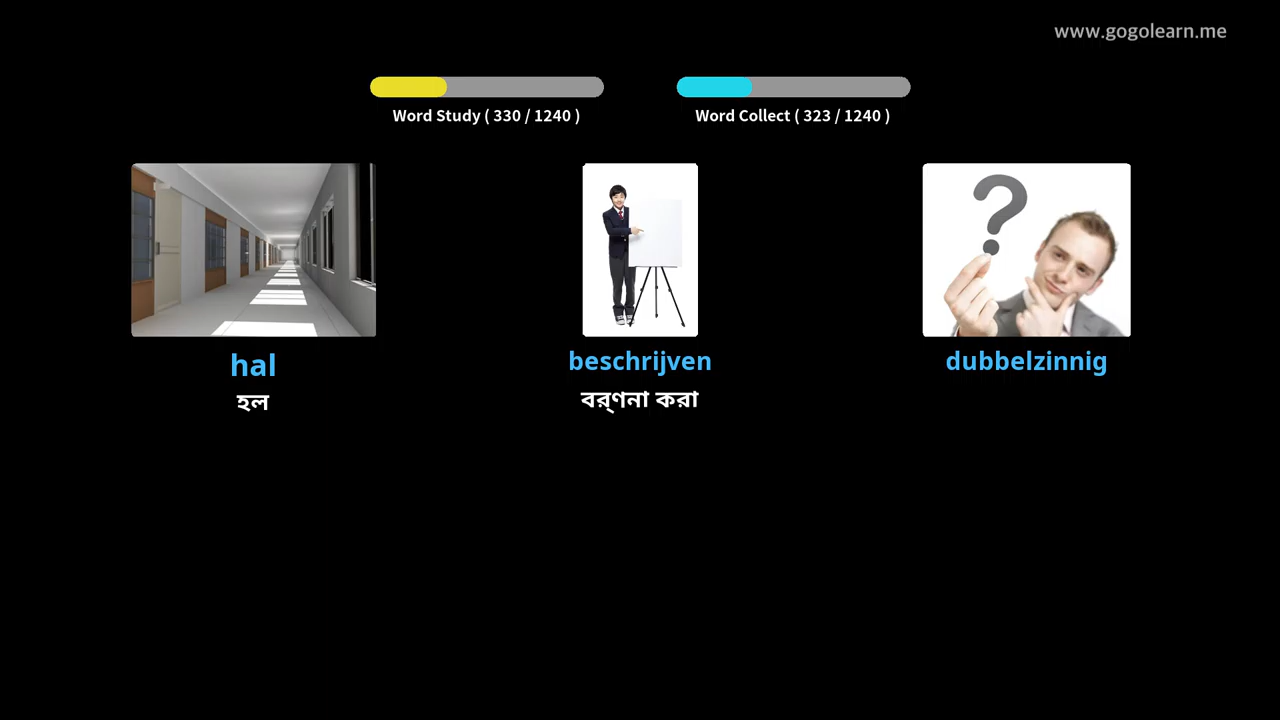 www.gogolearn.me
Word Study ( 330 / 1240 )
Word Collect ( 323 / 1240 )
hal
beschrijven
dubbelzinnig
হল
বর্ণনা করা